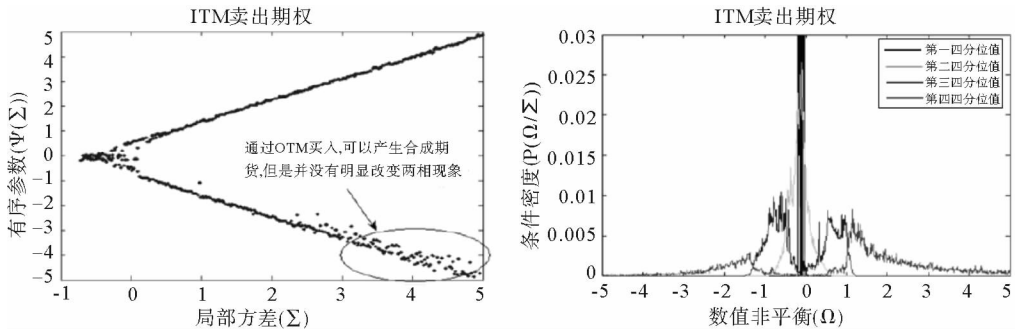 ITM卖出期权
5
4
3
2
1
0
-1
-2
-3
-4
-5
有序参数(Ψ(Σ))
通过OTM买入,可以产生合成期
货,但是并没有明显改变两相现象
-1 0 1 2 3 4 5
局部方差(Σ)
ITM卖出期权
0.03
0.025
0.02
0.015
0.01
0.005
0
条件密度(P(Ω/Σ))
第一四分位值
第二四分位值
第三四分位值
第四四分位值
-5 -4 -3 -2 -1 0 1 2 3 4 5
数值非平衡(Ω)